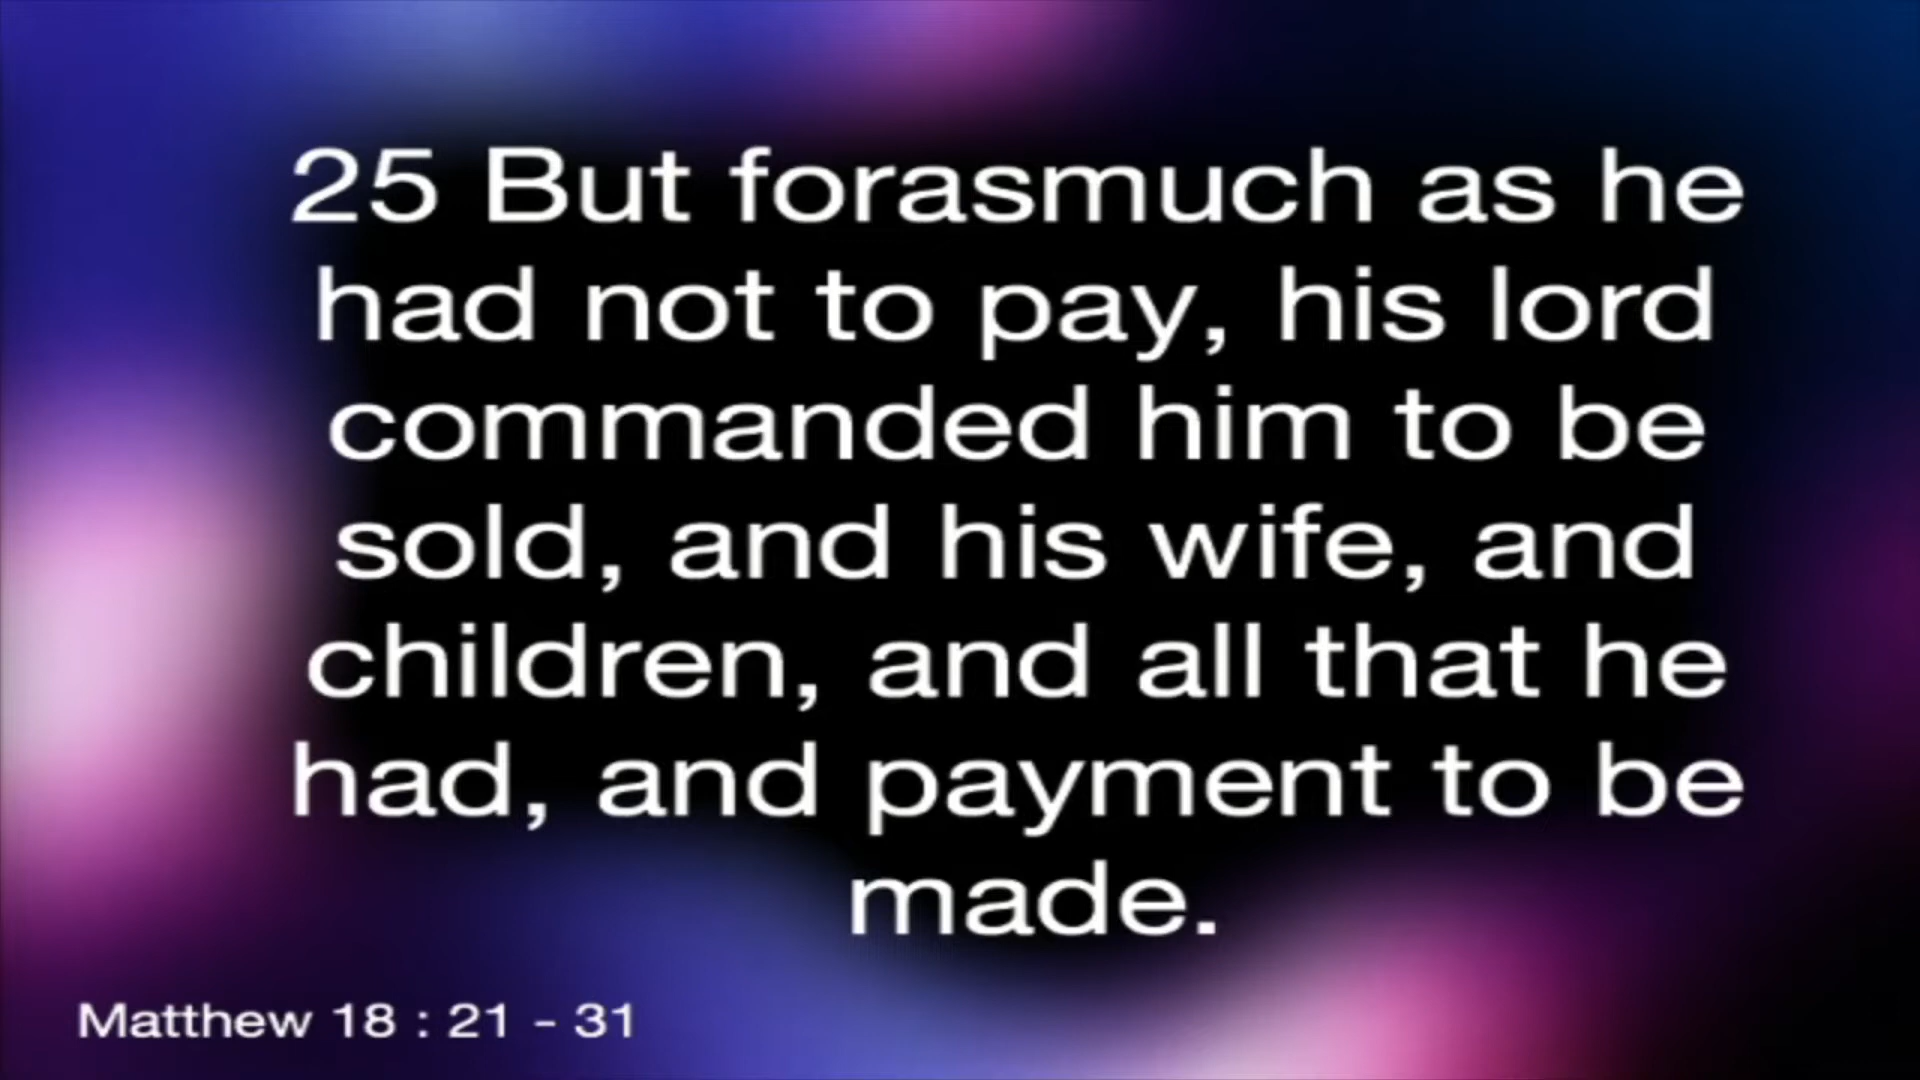 25 But forasmuch as he
had not to pay, his lord
commanded him to be
sold, and his wife, and
children, and all that he
had, and payment to be
made.
Matthew 18 : 21 - 31